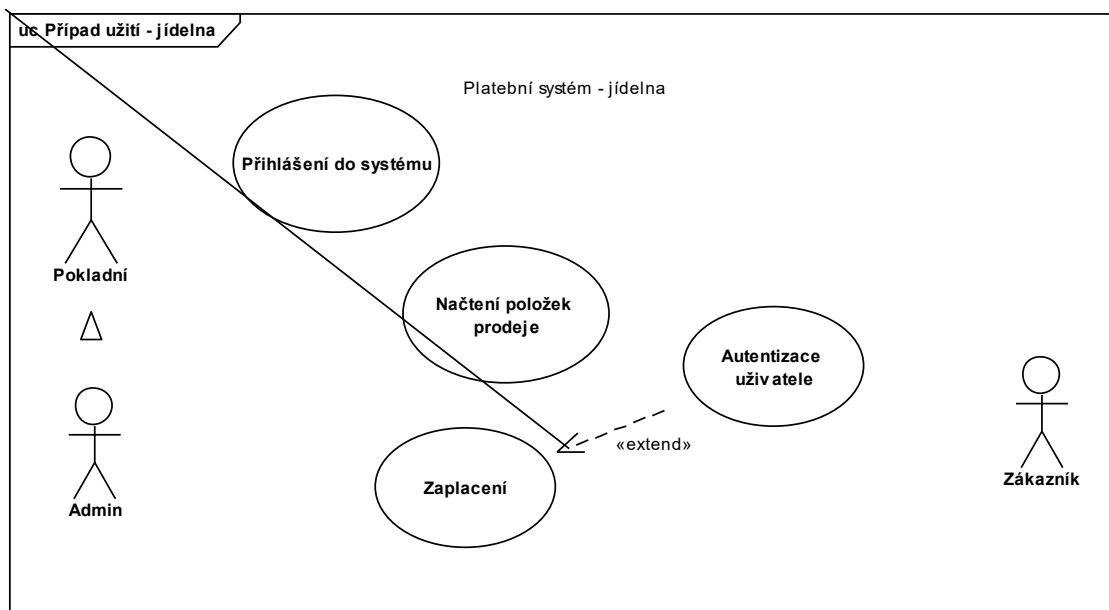 uc Případ užití - jídelna
Platební systém - jídelna
Přihlášení do systému
Pokladní
Načtení položek
prodeje
Autentizace
uživatele
«extend»
Zaplacení
Admin
Zákazník